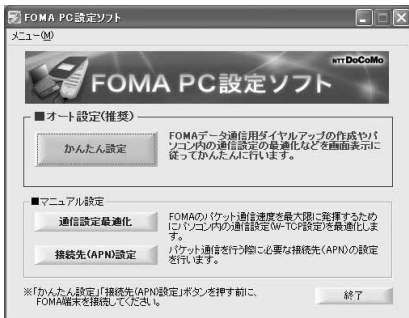 FOMA PC設定ソフト
メニュー(M)
NTT DoCoMo
FOMA PC設定ソフト
■オート設定(推奨)
かんたん設定
FOMAデータ通信用ダイヤルアップの作成やパ
ソコン内の通信設定の最適化などを画面表示に
従ってかんたんに行います。
■マニュアル設定
通信設定最適化
FOMAのパケット通信速度を最大限に発揮するため
にパソコン内の通信設定(W-TCP設定)を最適化しま
す。
接続先(APN)設定
パケット通信を行う際に必要な接続先(APN)の設定
を行います。
※「かんたん設定」「接続先(APN)設定」ボタンを押す前に、
FOMA端末を接続してください。
終了